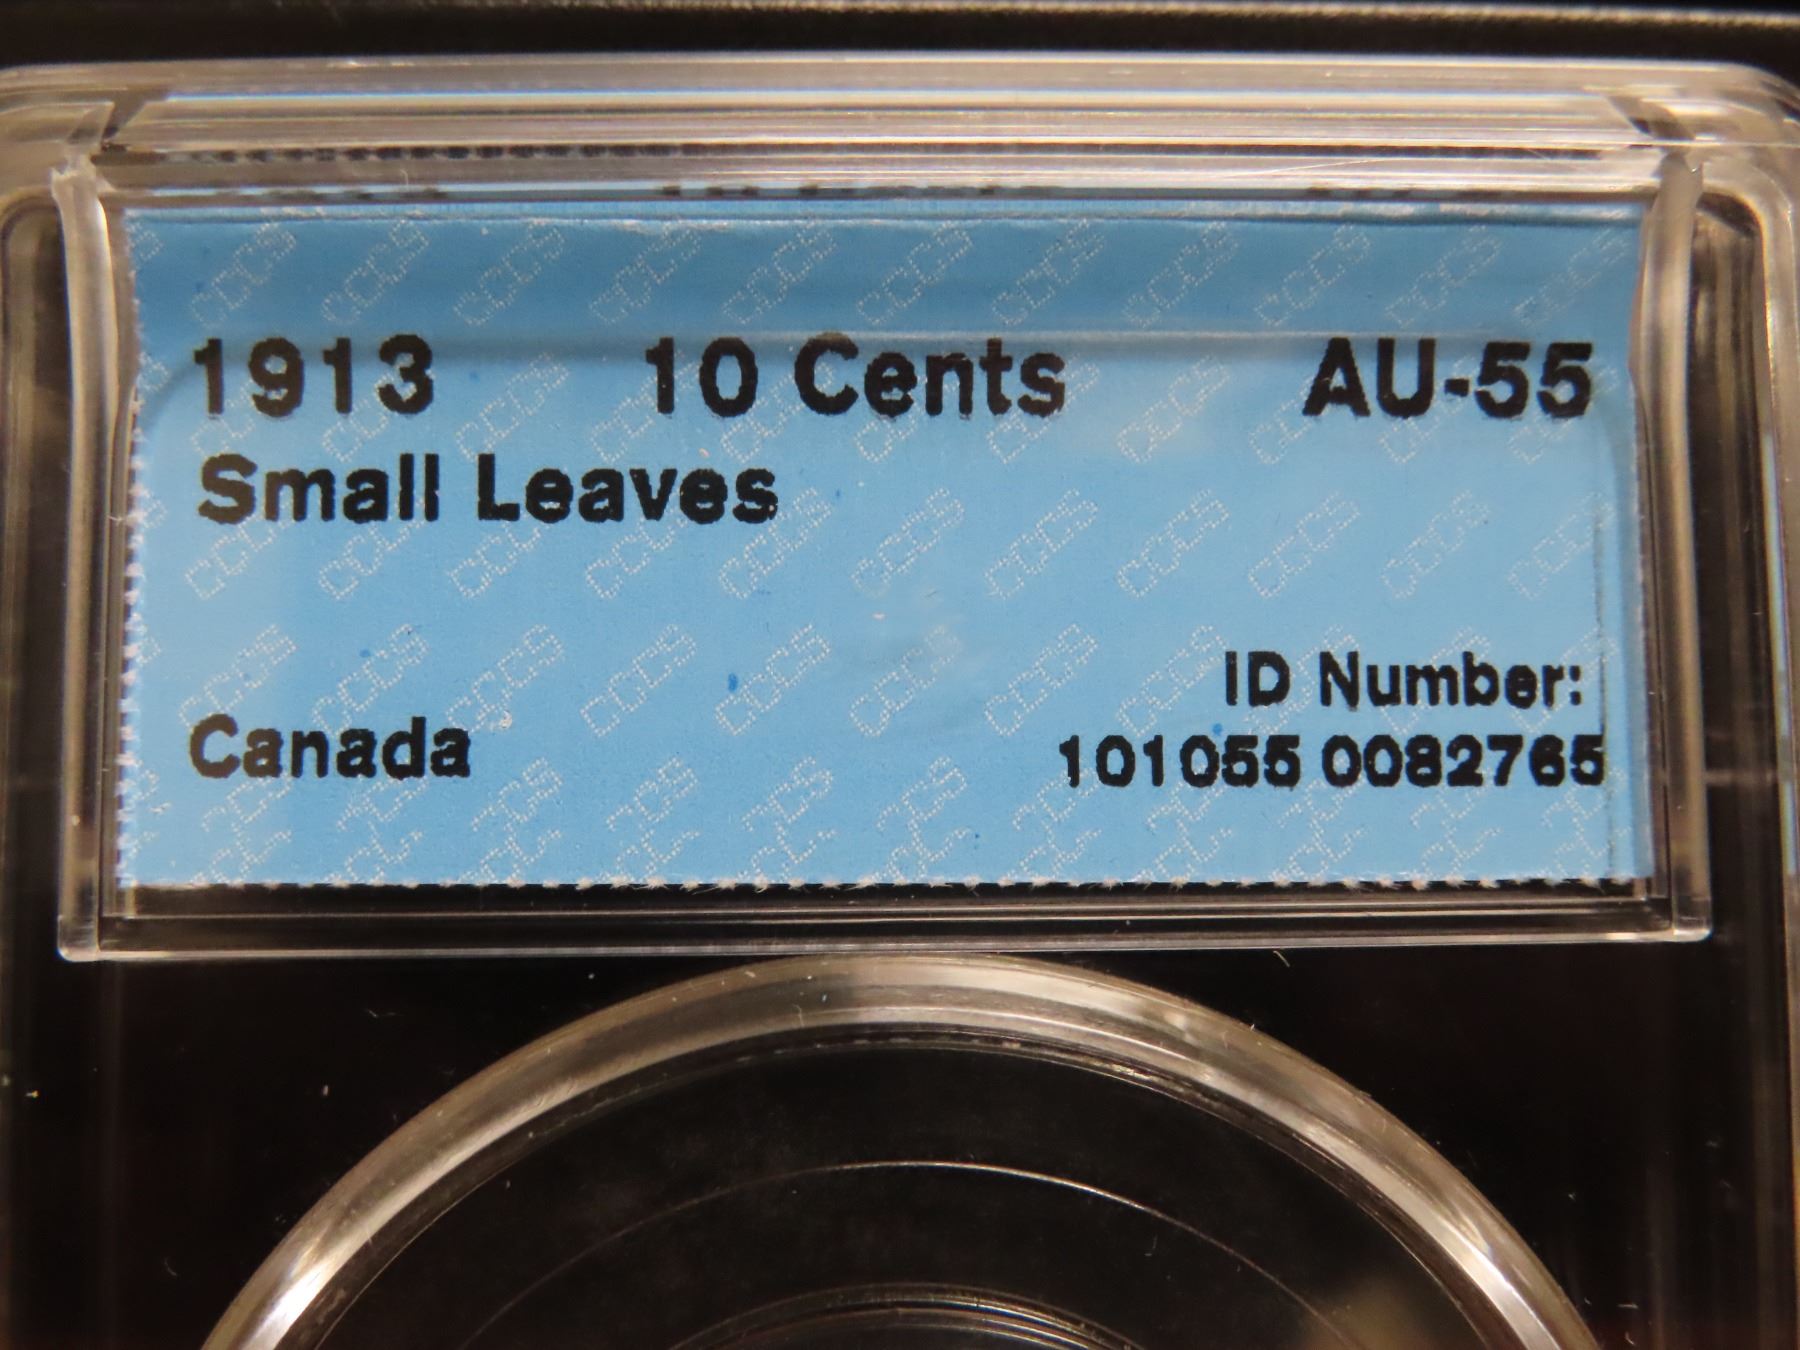 1913 10 Cents AU-55
Small Leaves
ID Number:
Canada 101055 0082765